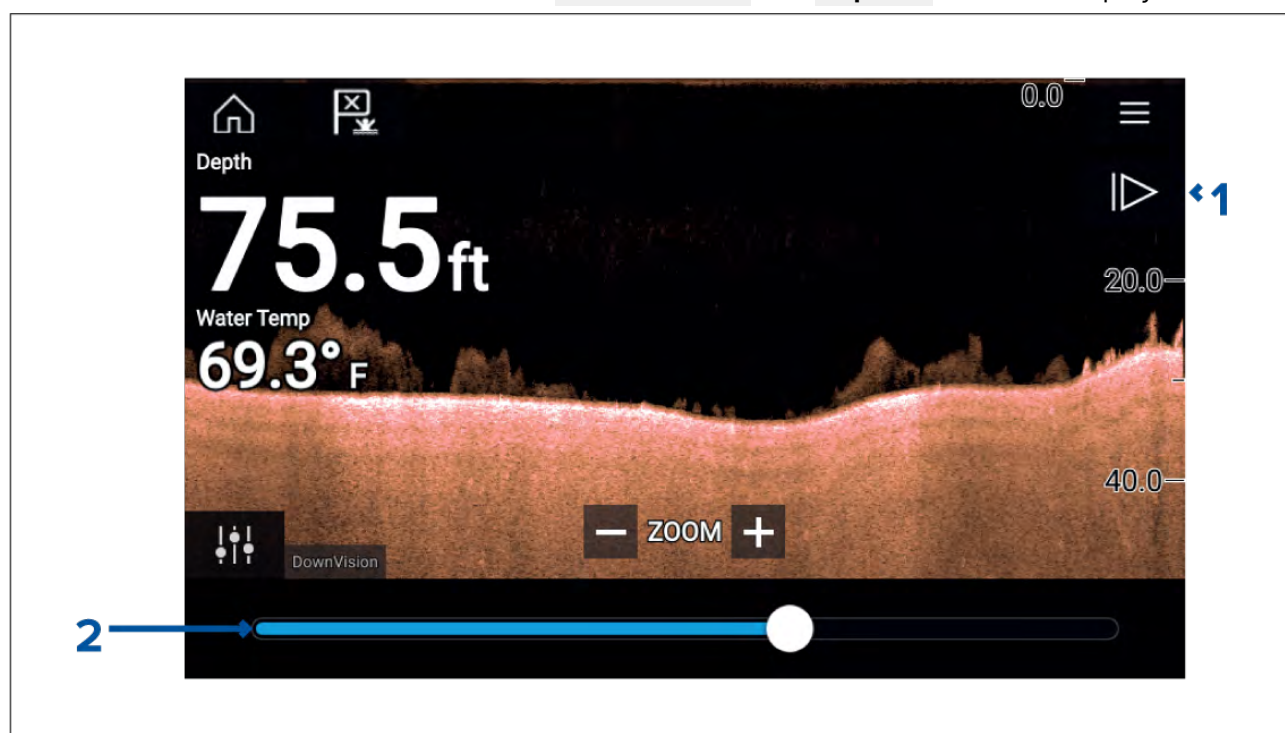 0.0
Depth
1
75.5ft
20.0
Water Temp
69.3° F
40.0
ZOOM
DownVision
2